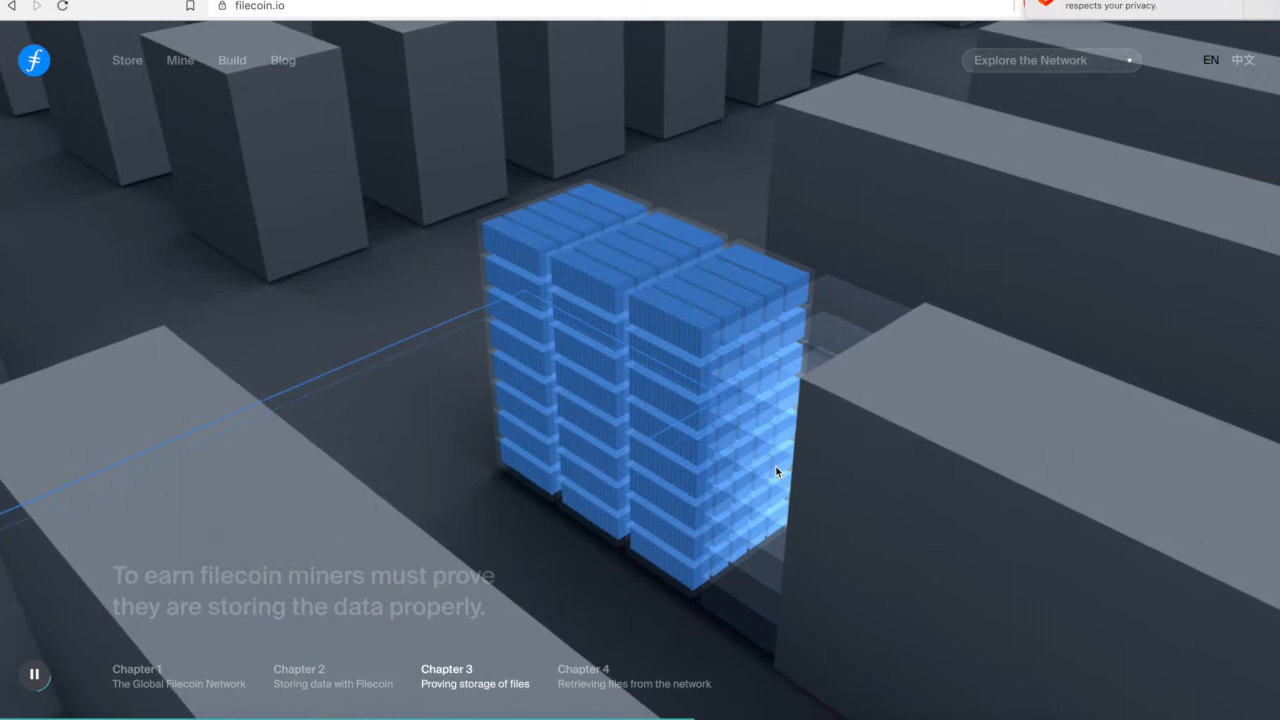 filecoin.io
respects your privacy.
Store Mine Build Blog
Explore the Network
EN 中文
To earn filecoin miners must prove
they are storing the data properly.
Chapter 1
The Global Filecoin Network
Chapter 2
Storing data with Filecoin
Chapter 3
Proving storage of files
Chapter 4
Retrieving files from the network